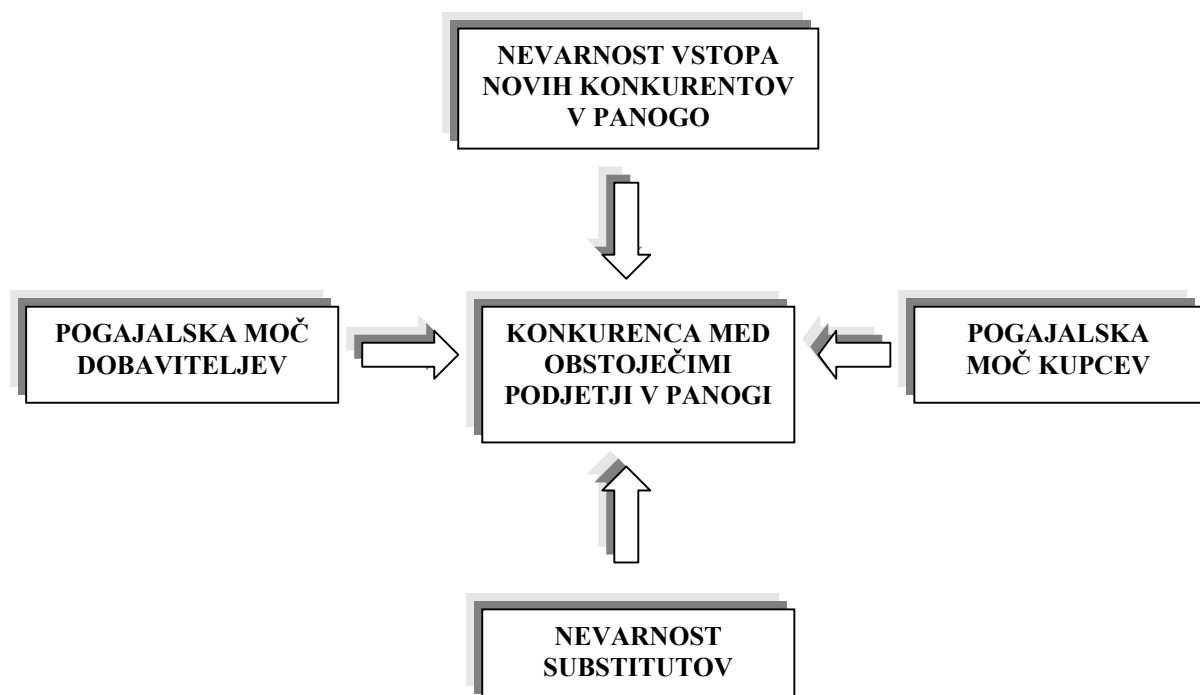 NEVARNOST VSTOPA
NOVIH KONKURENTOV
V PANOGO
POGAJALSKA MOČ
DOBAVITELJEV
KONKURENCA MED
OBSTOJEČIMI
PODJETJI V PANOGI
POGAJALSKA
MOČ KUPCEV
NEVARNOST
SUBSTITUTOV